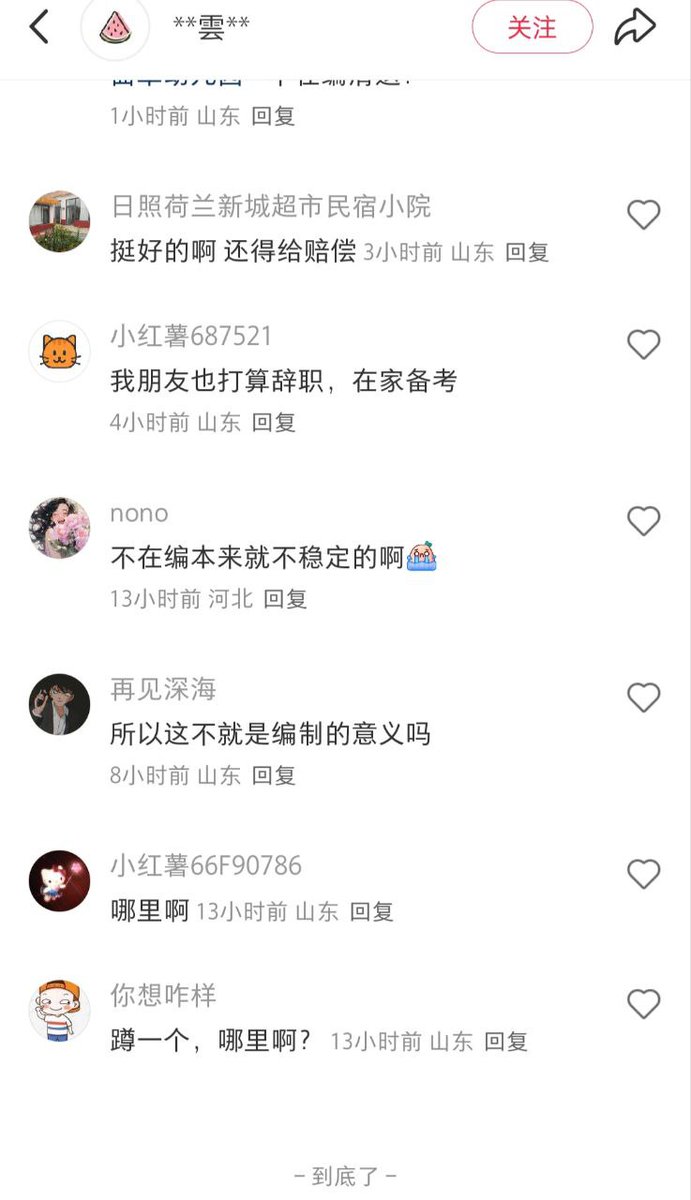 **雲**
关注
1小时前 山东 回复
日照荷兰新城超市民宿小院
挺好的啊 还得给赔偿 3小时前 山东 回复
小红薯687521
我朋友也打算辞职，在家备考
4小时前 山东 回复
nono
不在编本来就不稳定的啊
13小时前 河北 回复
再见深海
所以这不就是编制的意义吗
8小时前 山东 回复
小红薯66F90786
哪里啊 13小时前 山东 回复
你想咋样
蹲一个，哪里啊？ 13小时前 山东 回复
- 到底了 -